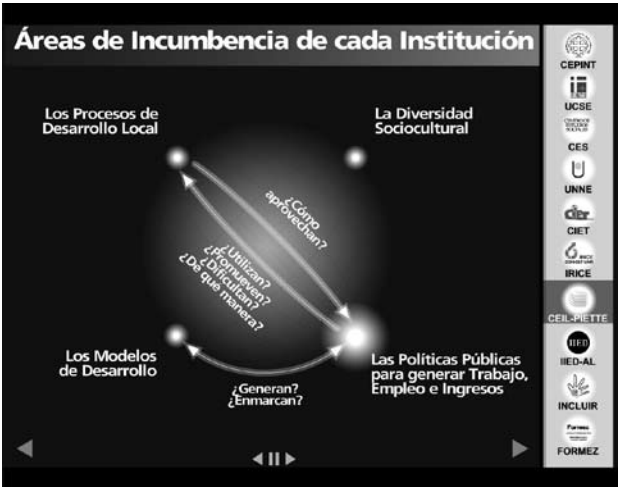 Áreas de Incumbencia de cada Institución
Los Procesos de
Desarrollo Local
La Diversidad
Sociocultural
¿Cómo
aprovechan?
¿Utilizan?
¿Promueven?
¿Dificultan?
¿De qué manera?
Los Modelos
de Desarrollo
¿Generan?
¿Enmarcan?
Las Políticas Públicas
para generar Trabajo,
Empleo e Ingresos
CEPINT
UCSE
CES
UNNE
CIET
IRICE
CEIL-PIETTE
IIED
IIED-AL
INCLUIR
Formez
FORMEZ